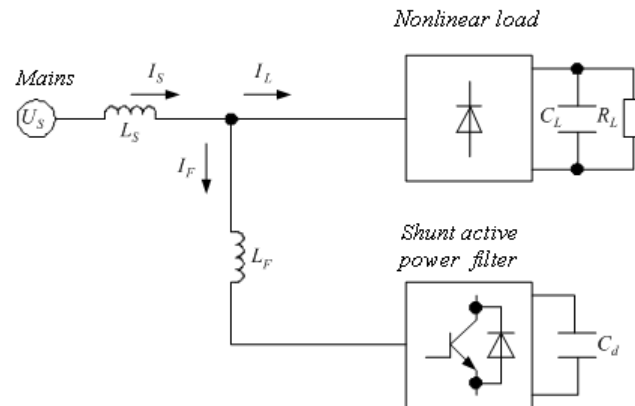 Nonlinear load
Mains
I_S
I_L
U_S
L_S
C_L
R_L
I_F
L_F
Shunt active
power filter
C_d